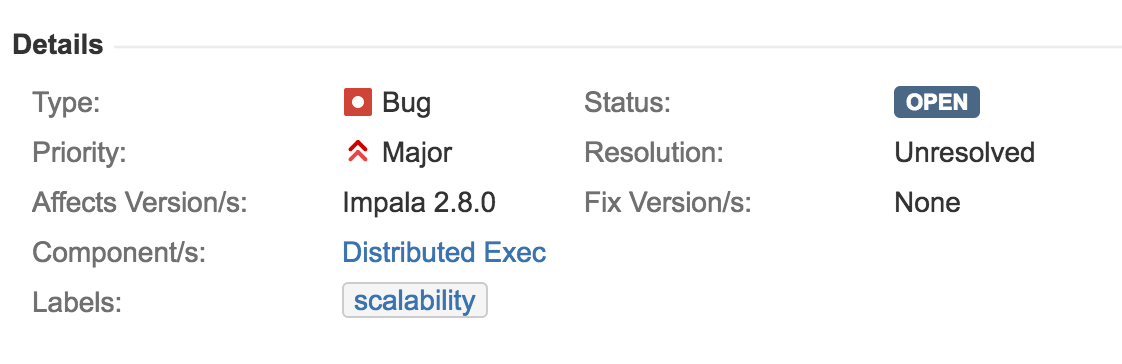 Details
Type: Bug Status: OPEN
Priority: Major Resolution: Unresolved
Affects Version/s: Impala 2.8.0 Fix Version/s: None
Component/s: Distributed Exec
Labels: scalability